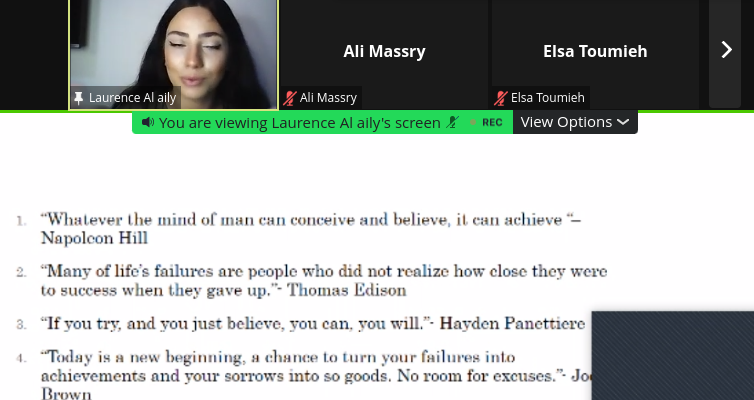 Ali Massry
Elsa Toumieh
Laurence Al aily
Ali Massry
Elsa Toumieh
You are viewing Laurence Al aily's screen
REC
View Options
1. “Whatever the mind of man can conceive and believe, it can achieve “–
Napoleon Hill
2. “Many of life’s failures are people who did not realize how close they were
to success when they gave up.”- Thomas Edison
3. “If you try, and you just believe, you can, you will.”- Hayden Panettiere
4. “Today is a new beginning, a chance to turn your failures into
achievements and your sorrows into so goods. No room for excuses.”-
Brown